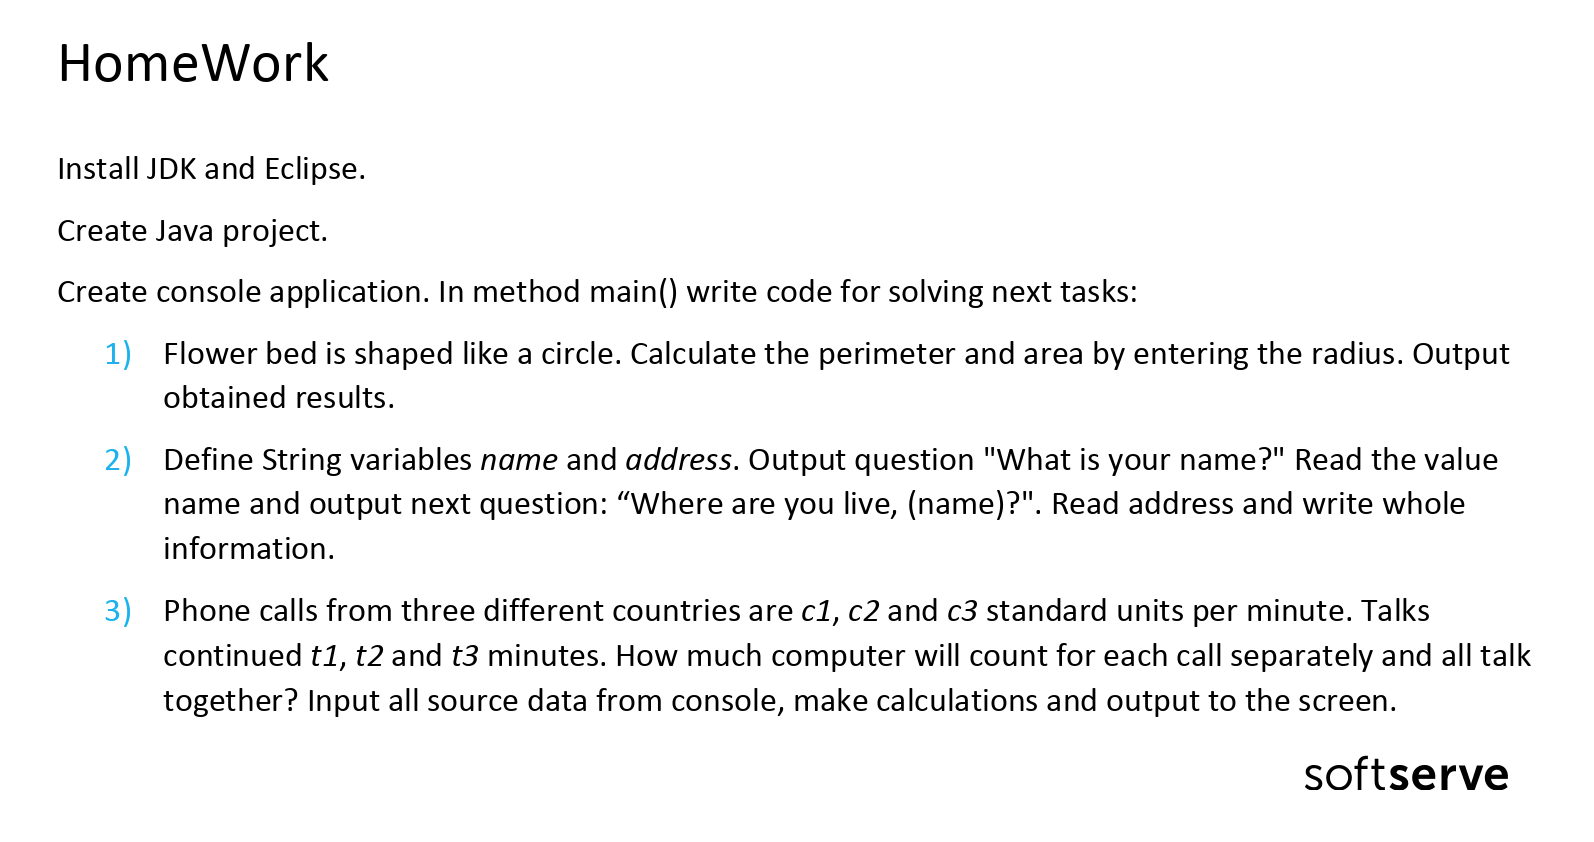 HomeWork
Install JDK and Eclipse.
Create Java project.
Create console application. In method main() write code for solving next tasks:
1) Flower bed is shaped like a circle. Calculate the perimeter and area by entering the radius. Output
obtained results.
2) Define String variables name and address. Output question "What is your name?" Read the value
name and output next question: “Where are you live, (name)?". Read address and write whole
information.
3) Phone calls from three different countries are c1, c2 and c3 standard units per minute. Talks
continued t1, t2 and t3 minutes. How much computer will count for each call separately and all talk
together? Input all source data from console, make calculations and output to the screen.
softserve